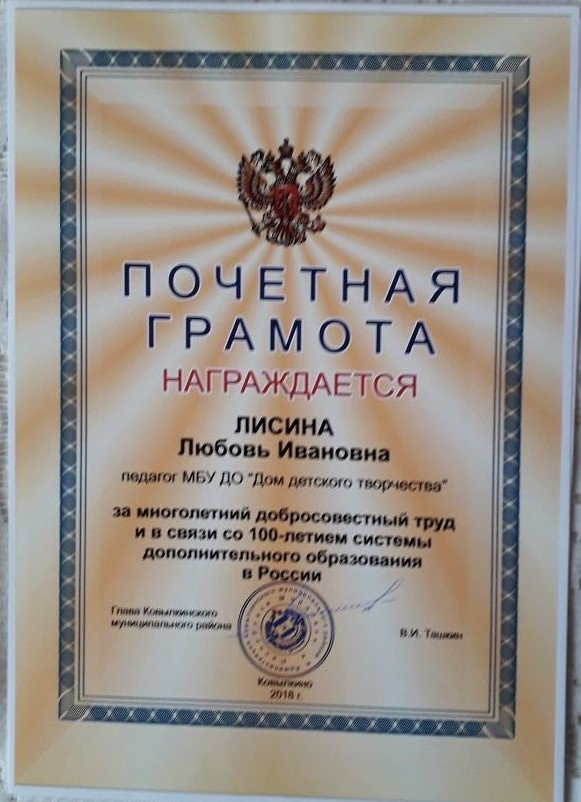 ПОЧЕТНАЯ
ГРАМОТА
НАГРАЖДАЕТСЯ
ЛИСИНА
Любовь Ивановна
педагог МБУ ДО "Дом детского творчества"
за многолетний добросовестный труд
и в связи со 100-летием системы
дополнительного образования
в России
Глава Ковылкинского
муниципального района
В.И. Ташкин
Ковылкино
2018 г.